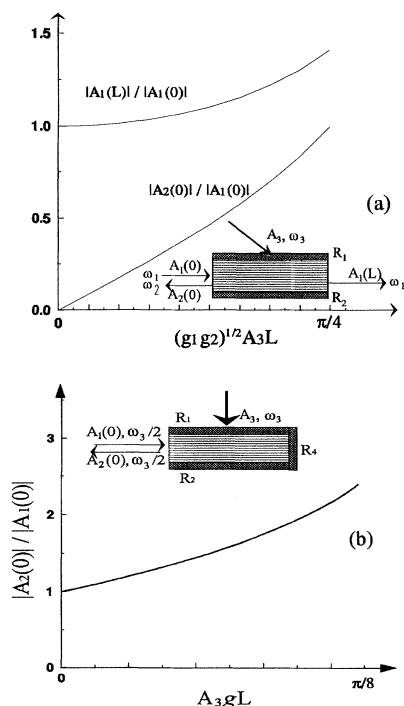 1.5
|A₁(L)| / |A₁(0)|
1.0
|A₂(0)| / |A₁(0)|
(a)
0.5
A₃, ω₃
R₁
ω₁ A₁(0)
A₁(L) ω₁
ω₂ A₂(0)
R₂
0.0
0
π/4
(g₁g₂)¹/²A₃L
R₁
A₃, ω₃
A₁(0), ω₃/2
R₄
A₂(0), ω₃/2
R₂
3
|A₂(0)| / |A₁(0)|
2
(b)
1
0
0
π/8
A₃gL